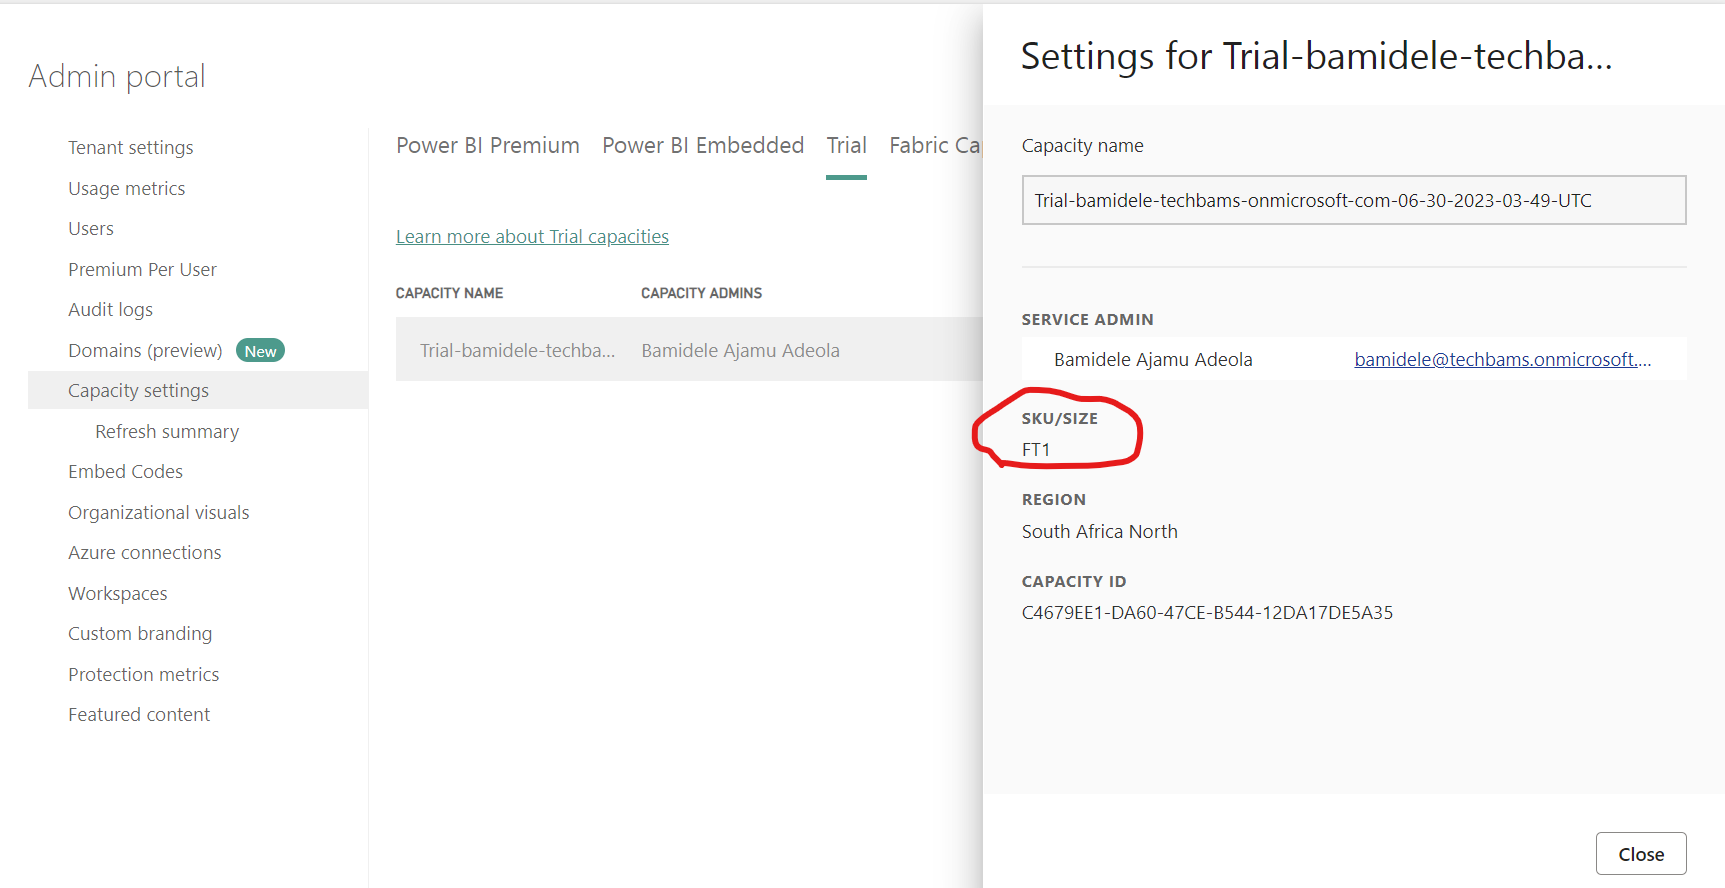 Admin portal
Tenant settings
Usage metrics
Users
Premium Per User
Audit logs
Domains (preview) New
Capacity settings
Refresh summary
Embed Codes
Organizational visuals
Azure connections
Workspaces
Custom branding
Protection metrics
Featured content
Power BI Premium Power BI Embedded Trial Fabric Cap
Learn more about Trial capacities
CAPACITY NAME CAPACITY ADMINS
Trial-bamidele-techba... Bamidele Ajamu Adeola
Settings for Trial-bamidele-techba...
Capacity name
Trial-bamidele-techbams-onmicrosoft-com-06-30-2023-03-49-UTC
SERVICE ADMIN
Bamidele Ajamu Adeola bamidele@techbams.onmicrosoft....
SKU/SIZE
FT1
REGION
South Africa North
CAPACITY ID
C4679EE1-DA60-47CE-B544-12DA17DE5A35
Close